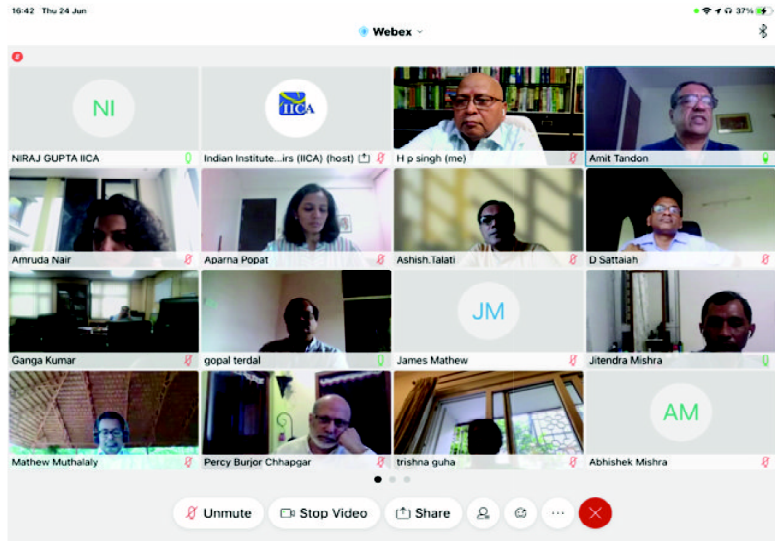 16:42 Thu 24 Jun
37%
Webex
NI
IICA
NIRAJ GUPTA IICA
Indian Institute...irs (IICA) (host)
H p singh (me)
Amit Tandon
Amruda Nair
Aparna Popat
Ashish.Talati
D Sattaiah
JM
Ganga Kumar
gopal terdal
James Mathew
Jitendra Mishra
AM
Mathew Muthalaly
Percy Burjor Chhapgar
trishna guha
Abhishek Mishra
Unmute
Stop Video
Share